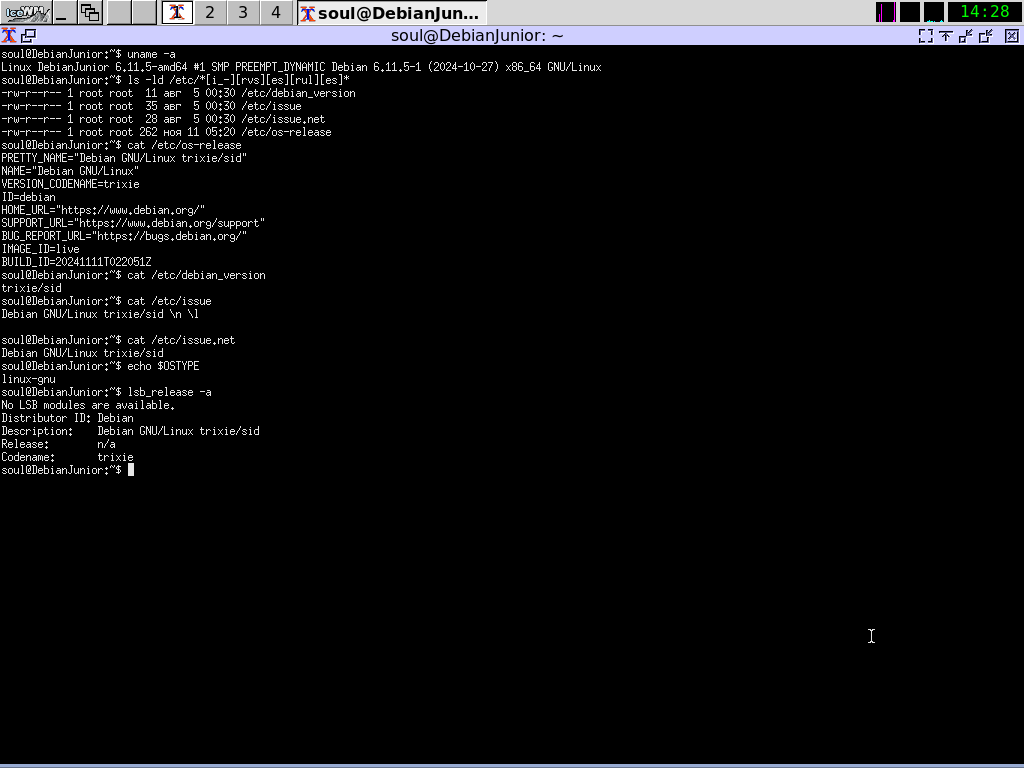 IceWM 2 3 4 soul@DebianJun... 14:28
soul@DebianJunior: ~
soul@DebianJunior:~$ uname -a
Linux DebianJunior 6.11.5-amd64 #1 SMP PREEMPT_DYNAMIC Debian 6.11.5-1 (2024-10-27) x86_64 GNU/Linux
soul@DebianJunior:~$ ls -ld /etc/*[i_-][rvs][es][rul][es]*
-rw-r--r-- 1 root root  11 авг  5 00:30 /etc/debian_version
-rw-r--r-- 1 root root  35 авг  5 00:30 /etc/issue
-rw-r--r-- 1 root root  28 авг  5 00:30 /etc/issue.net
-rw-r--r-- 1 root root 262 ноя 11 05:20 /etc/os-release
soul@DebianJunior:~$ cat /etc/os-release
PRETTY_NAME="Debian GNU/Linux trixie/sid"
NAME="Debian GNU/Linux"
VERSION_CODENAME=trixie
ID=debian
HOME_URL="https://www.debian.org/"
SUPPORT_URL="https://www.debian.org/support"
BUG_REPORT_URL="https://bugs.debian.org/"
IMAGE_ID=live
BUILD_ID=20241111T022051Z
soul@DebianJunior:~$ cat /etc/debian_version
trixie/sid
soul@DebianJunior:~$ cat /etc/issue
Debian GNU/Linux trixie/sid \n \l
soul@DebianJunior:~$ cat /etc/issue.net
Debian GNU/Linux trixie/sid
soul@DebianJunior:~$ echo $OSTYPE
linux-gnu
soul@DebianJunior:~$ lsb_release -a
No LSB modules are available.
Distributor ID: Debian
Description:    Debian GNU/Linux trixie/sid
Release:        n/a
Codename:       trixie
soul@DebianJunior:~$